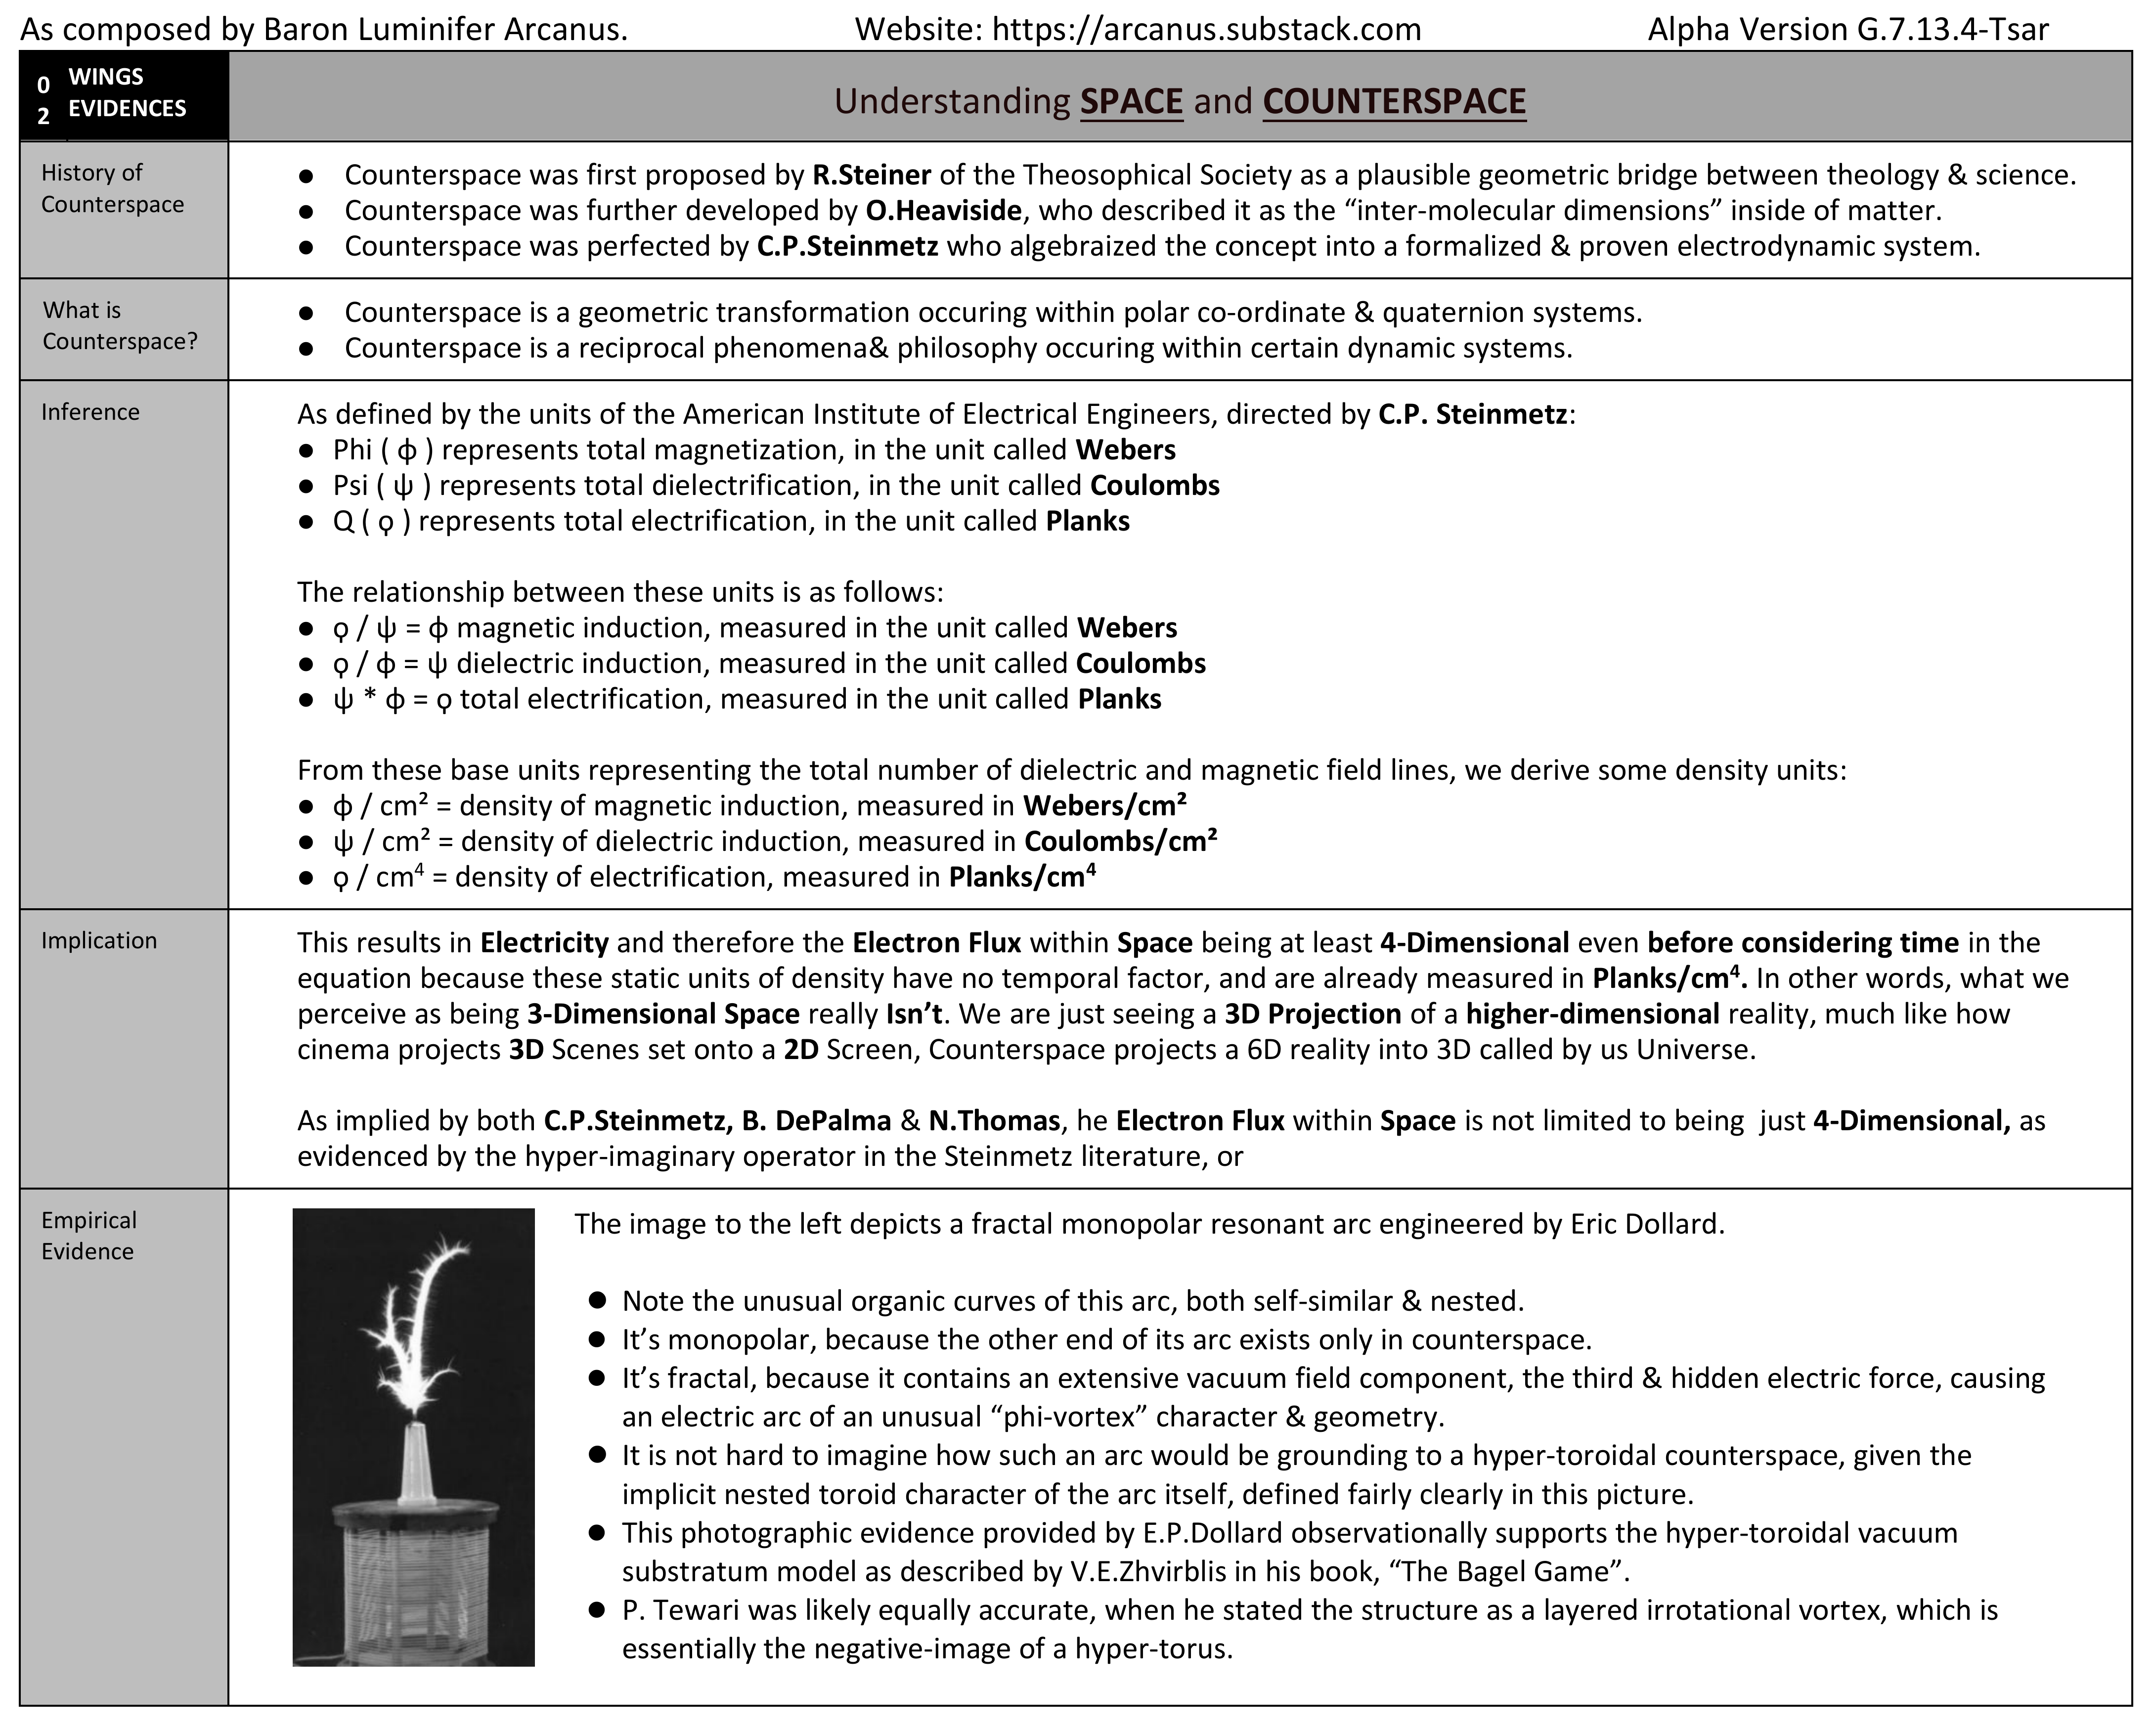 As composed by Baron Luminifer Arcanus. Website: https://arcanus.substack.com Alpha Version G.7.13.4-Tsar
0 WINGS
2 EVIDENCES
Understanding SPACE and COUNTERSPACE
History of
Counterspace
● Counterspace was first proposed by R.Steiner of the Theosophical Society as a plausible geometric bridge between theology & science.
● Counterspace was further developed by O.Heaviside, who described it as the “inter-molecular dimensions” inside of matter.
● Counterspace was perfected by C.P.Steinmetz who algebraized the concept into a formalized & proven electrodynamic system.
What is
Counterspace?
● Counterspace is a geometric transformation occuring within polar co-ordinate & quaternion systems.
● Counterspace is a reciprocal phenomena& philosophy occuring within certain dynamic systems.
Inference
As defined by the units of the American Institute of Electrical Engineers, directed by C.P. Steinmetz:
● Phi ( ϕ ) represents total magnetization, in the unit called Webers
● Psi ( ψ ) represents total dielectrification, in the unit called Coulombs
● Q ( ϙ ) represents total electrification, in the unit called Planks
The relationship between these units is as follows:
● ϙ / ψ = ϕ magnetic induction, measured in the unit called Webers
● ϙ / ϕ = ψ dielectric induction, measured in the unit called Coulombs
● ψ * ϕ = ϙ total electrification, measured in the unit called Planks
From these base units representing the total number of dielectric and magnetic field lines, we derive some density units:
● ϕ / cm² = density of magnetic induction, measured in Webers/cm²
● ψ / cm² = density of dielectric induction, measured in Coulombs/cm²
● ϙ / cm⁴ = density of electrification, measured in Planks/cm⁴
Implication
This results in Electricity and therefore the Electron Flux within Space being at least 4-Dimensional even before considering time in the
equation because these static units of density have no temporal factor, and are already measured in Planks/cm⁴. In other words, what we
perceive as being 3-Dimensional Space really Isn’t. We are just seeing a 3D Projection of a higher-dimensional reality, much like how
cinema projects 3D Scenes set onto a 2D Screen, Counterspace projects a 6D reality into 3D called by us Universe.
As implied by both C.P.Steinmetz, B. DePalma & N.Thomas, he Electron Flux within Space is not limited to being just 4-Dimensional, as
evidenced by the hyper-imaginary operator in the Steinmetz literature, or
Empirical
Evidence
The image to the left depicts a fractal monopolar resonant arc engineered by Eric Dollard.
● Note the unusual organic curves of this arc, both self-similar & nested.
● It’s monopolar, because the other end of its arc exists only in counterspace.
● It’s fractal, because it contains an extensive vacuum field component, the third & hidden electric force, causing
an electric arc of an unusual “phi-vortex” character & geometry.
● It is not hard to imagine how such an arc would be grounding to a hyper-toroidal counterspace, given the
implicit nested toroid character of the arc itself, defined fairly clearly in this picture.
● This photographic evidence provided by E.P.Dollard observationally supports the hyper-toroidal vacuum
substratum model as described by V.E.Zhvirblis in his book, “The Bagel Game”.
● P. Tewari was likely equally accurate, when he stated the structure as a layered irrotational vortex, which is
essentially the negative-image of a hyper-torus.